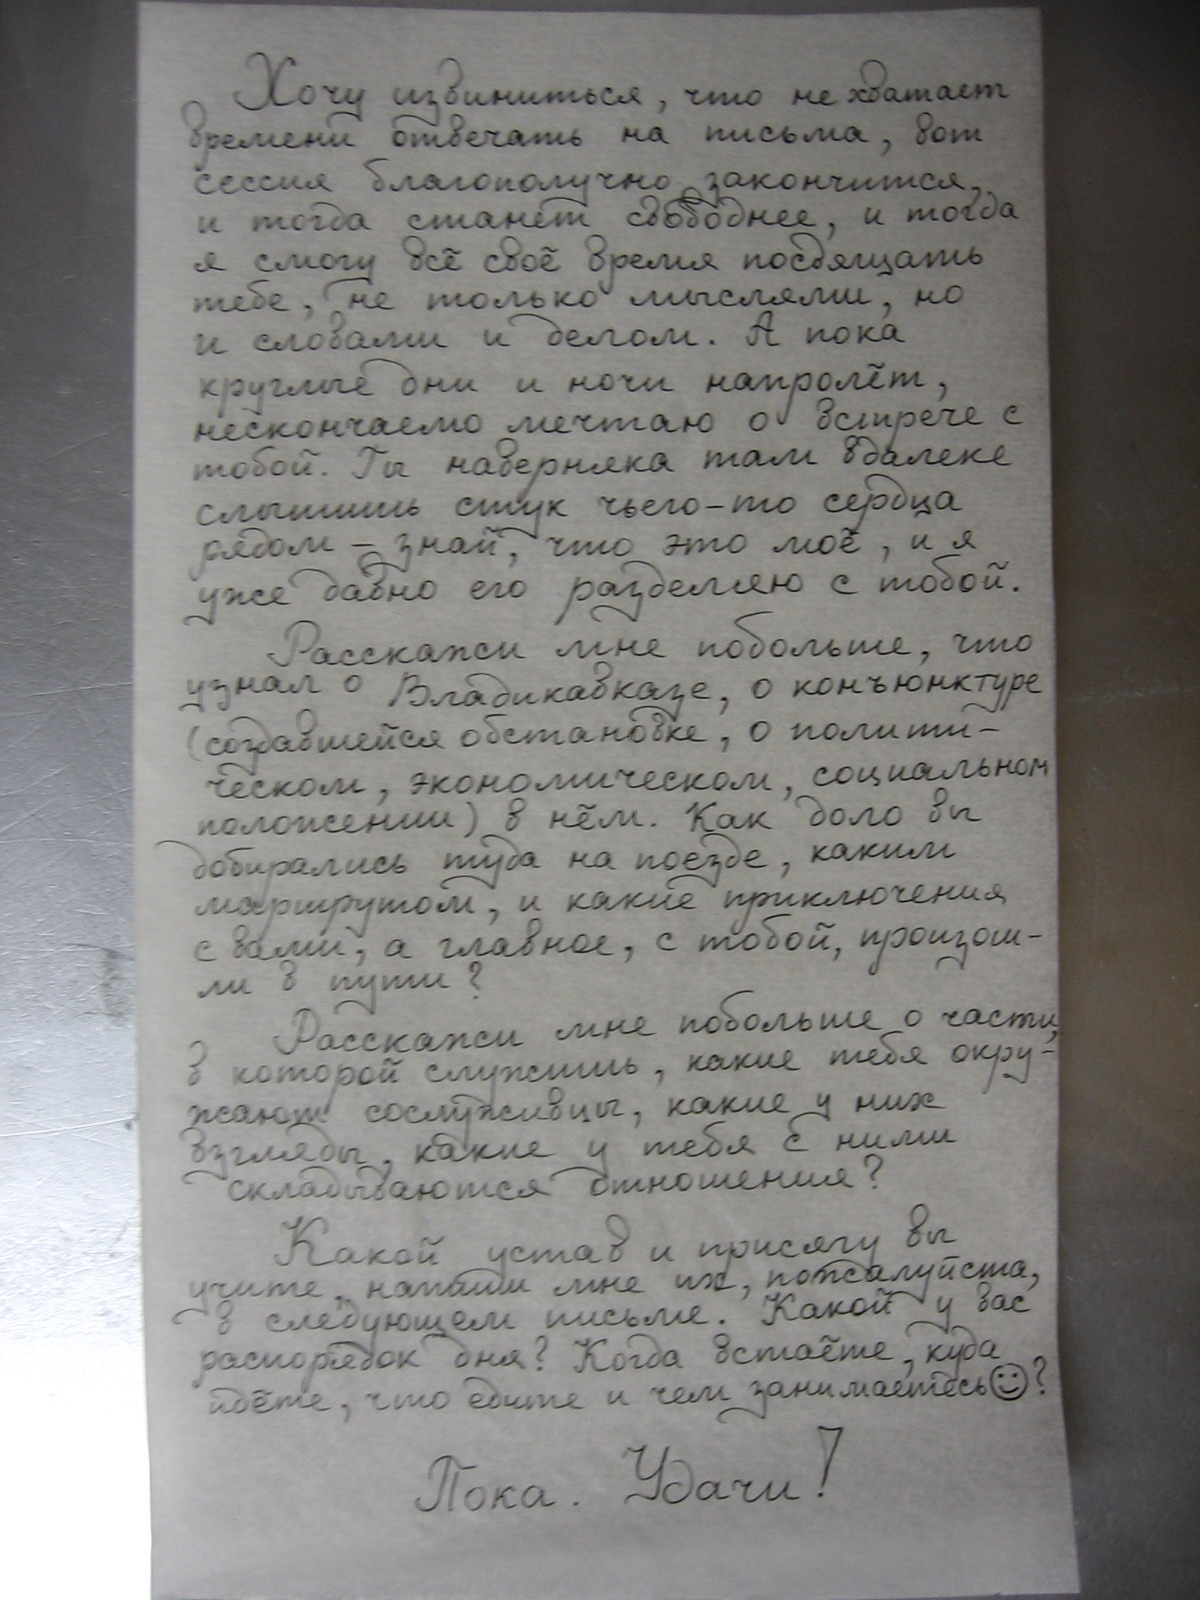 Хочу извиниться, что не хватает
времени отвечать на письма, вот
сессия благополучно закончится,
и тогда станет свободнее, и тогда
я смогу всё своё время посвящать
тебе, не только мыслями, но
и словами и делом. А пока
круглые дни и ночи напролёт,
нескончаемо мечтаю о встрече с
тобой. Ты наверняка там вдалеке
слышишь стук чьего-то сердца
рядом – знай, что это моё, и я
уже давно его разделяю с тобой.
Расскажи мне побольше, что
узнал о Владикавказе, о конъюнктуре
(создавшейся обстановке, о полити-
ческом, экономическом, социальном
положении) в нём. Как долго вы
добирались туда на поезде, каким
маршрутом, и какие приключения
с вами, а главное, с тобой, произош-
ли в пути?
Расскажи мне побольше о части,
в которой служишь, какие тебя окру-
жают сослуживцы, какие у них
взгляды, какие у тебя с ними
складываются отношения?
Какой устав и присягу вы
учите, напиши мне их, пожалуйста,
в следующем письме. Какой у вас
распорядок дня? Когда встаёте, куда
идёте, что едите и чем занимаетесь☺?
Пока. Удачи!